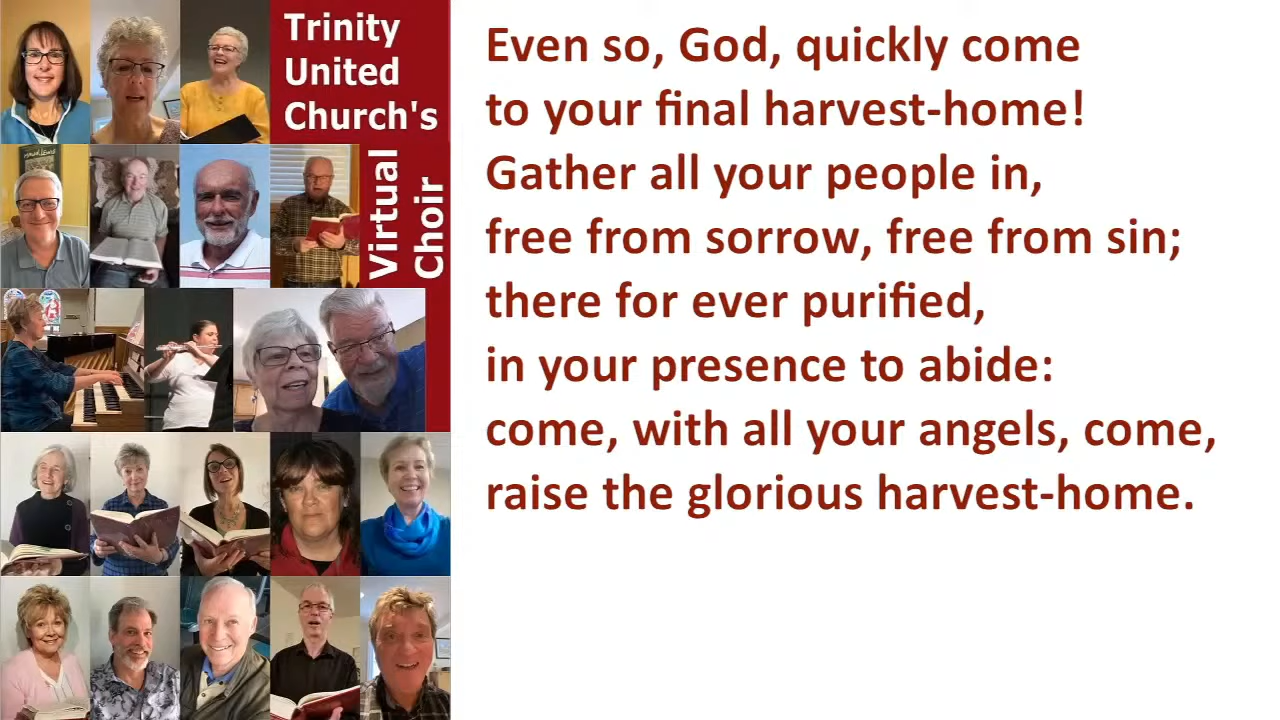 Trinity
United
Church's
Virtual
Choir
Even so, God, quickly come
to your final harvest-home!
Gather all your people in,
free from sorrow, free from sin;
there for ever purified,
in your presence to abide:
come, with all your angels, come,
raise the glorious harvest-home.